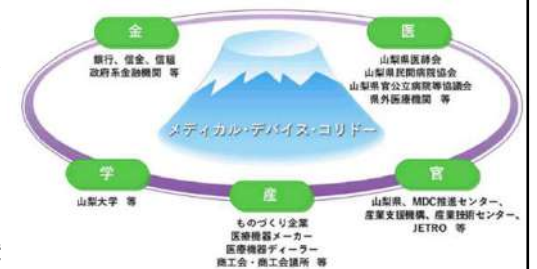 金
銀行、信金、信組
政府系金融機関 等
医
山梨県医師会
山梨県民間病院協会
山梨県官公立病院等協議会
県外医療機関 等
メディカル・デバイス・コリドー
学
山梨大学 等
産
ものづくり企業
医療機器メーカー
医療機器ディーラー
商工会・商工会議所 等
官
山梨県、MDC推進センター、
産業支援機構、産業技術センター、
JETRO 等